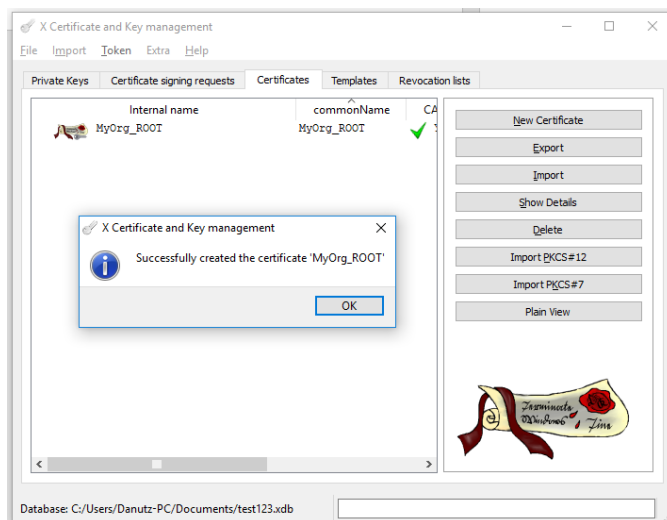 X Certificate and Key management
File Import Token Extra Help
Private Keys Certificate signing requests Certificates Templates Revocation lists
Internal name commonName CA
MyOrg_ROOT MyOrg_ROOT
New Certificate
Export
Import
Show Details
Delete
Import PKCS#12
Import PKCS#7
Plain View
X Certificate and Key management
Successfully created the certificate 'MyOrg_ROOT'
OK
Database: C:/Users/Danutz-PC/Documents/test123.xdb